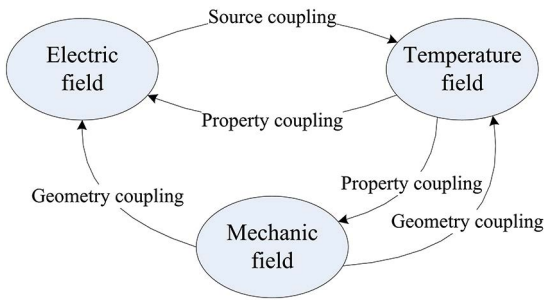 Source coupling
Electric
field
Temperature
field
Property coupling
Property coupling
Geometry coupling
Geometry coupling
Mechanic
field